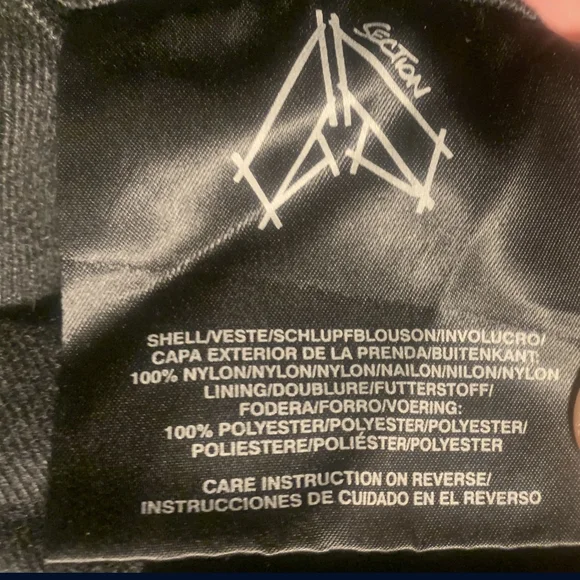 SECTION
SHELL/VESTE/SCHLUPFBLOUSON/INVOLUCRO/
CAPA EXTERIOR DE LA PRENDA/BUITENKANT:
100% NYLON/NYLON/NYLON/NAILON/NILON/NYLON
LINING/DOUBLURE/FUTTERSTOFF/
FODERA/FORRO/VOERING:
100% POLYESTER/POLYESTER/POLYESTER/
POLIESTERE/POLIÉSTER/POLYESTER
CARE INSTRUCTION ON REVERSE/
INSTRUCCIONES DE CUIDADO EN EL REVERSO